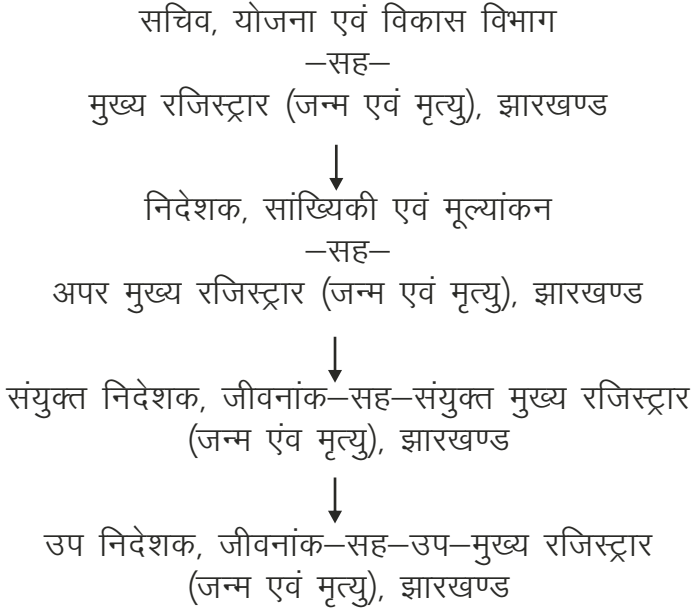 सचिव, योजना एवं विकास विभाग
–सह–
मुख्य रजिस्ट्रार (जन्म एवं मृत्यु), झारखण्ड
निदेशक, सांख्यिकी एवं मूल्यांकन
–सह–
अपर मुख्य रजिस्ट्रार (जन्म एवं मृत्यु), झारखण्ड
संयुक्त निदेशक, जीवनांक–सह–संयुक्त मुख्य रजिस्ट्रार
(जन्म एंव मृत्यु), झारखण्ड
उप निदेशक, जीवनांक–सह–उप–मुख्य रजिस्ट्रार
(जन्म एवं मृत्यु), झारखण्ड